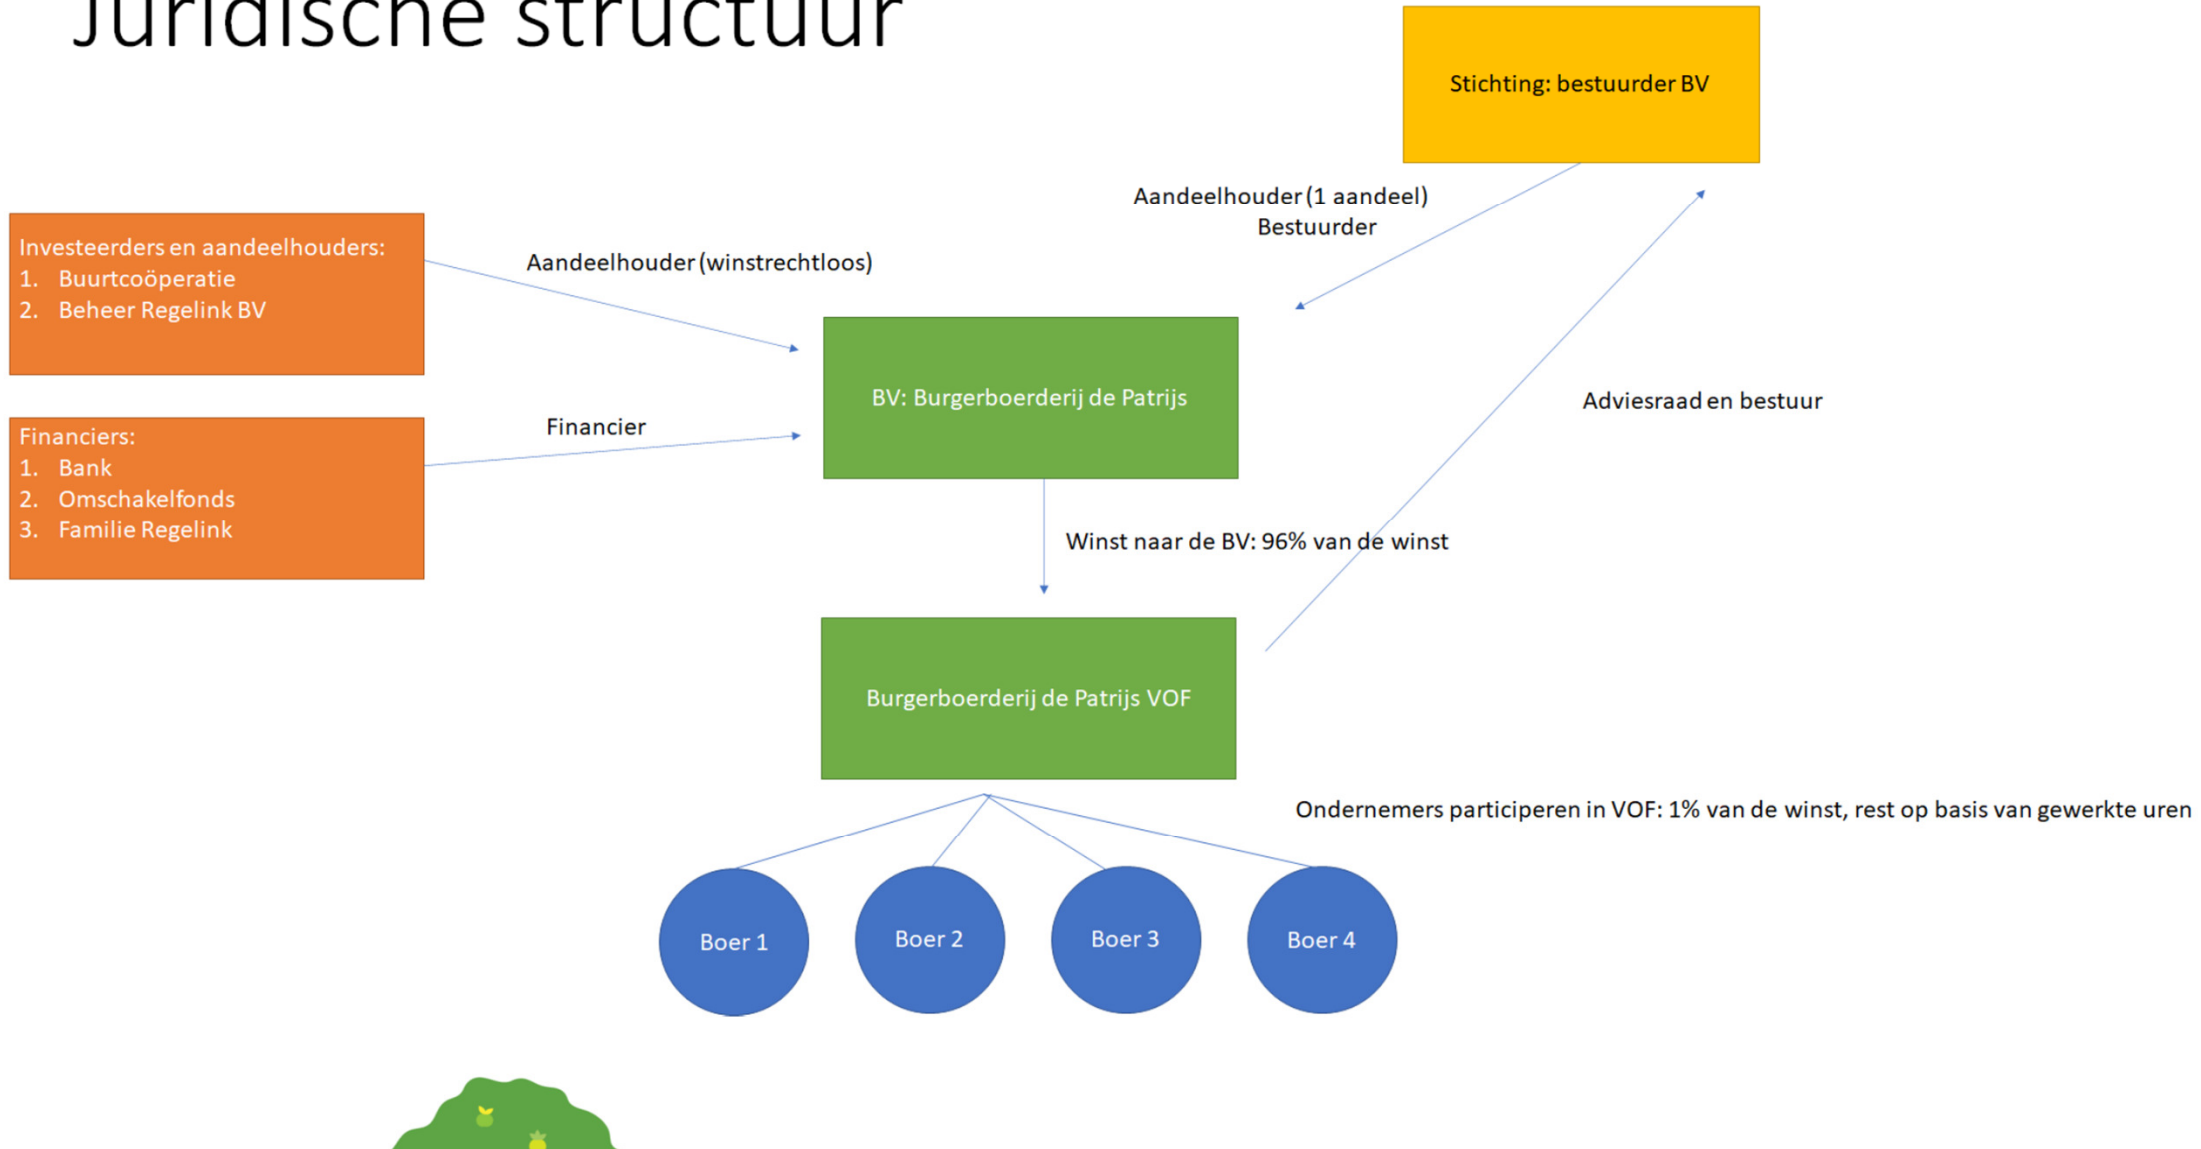 Juridische structuur
Stichting: bestuurder BV
Aandeelhouder (1 aandeel)
Bestuurder
Investeerders en aandeelhouders:
1. Buurtcoöperatie
2. Beheer Regelink BV
Aandeelhouder (winstrechtloos)
BV: Burgerboerderij de Patrijs
Adviesraad en bestuur
Financiers:
1. Bank
2. Omschakelfonds
3. Familie Regelink
Financier
Winst naar de BV: 96% van de winst
Burgerboerderij de Patrijs VOF
Ondernemers participeren in VOF: 1% van de winst, rest op basis van gewerkte uren
Boer 1
Boer 2
Boer 3
Boer 4